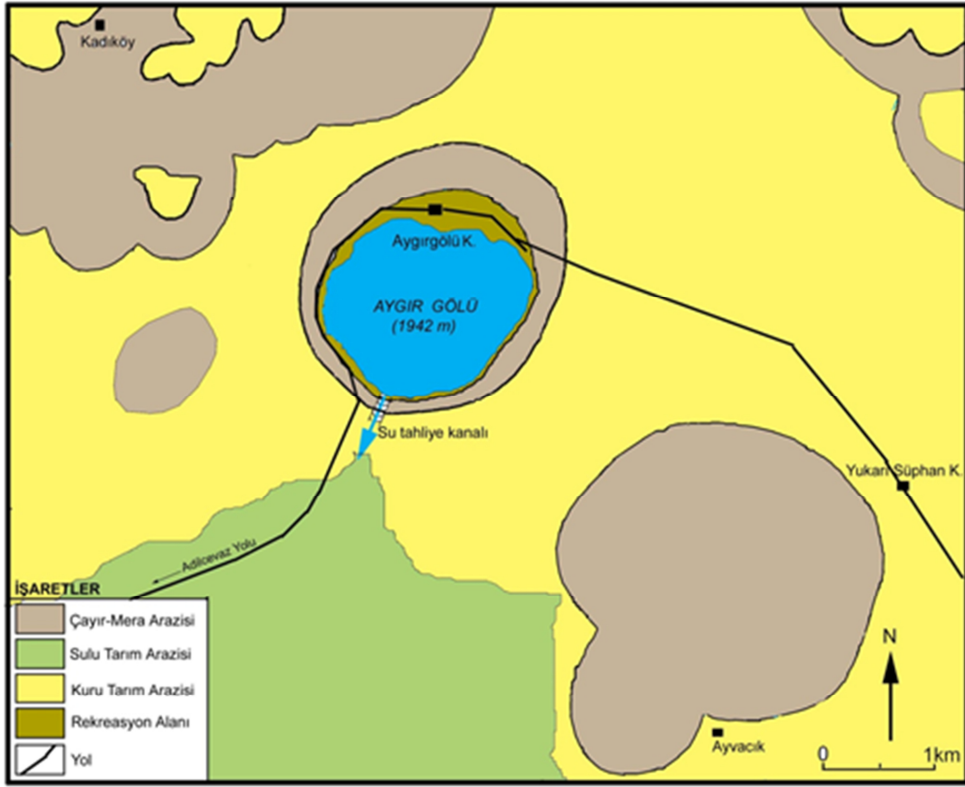 Kadıköy
Aygırgölü K.
AYGIR GÖLÜ
(1942 m)
Su tahliye kanalı
Yukarı Süphan K.
Adilcevaz Yolu
İŞARETLER
Çayır-Mera Arazisi
Sulu Tarım Arazisi
Kuru Tarım Arazisi
Rekreasyon Alanı
Yol
N
Ayvacık
0 1km